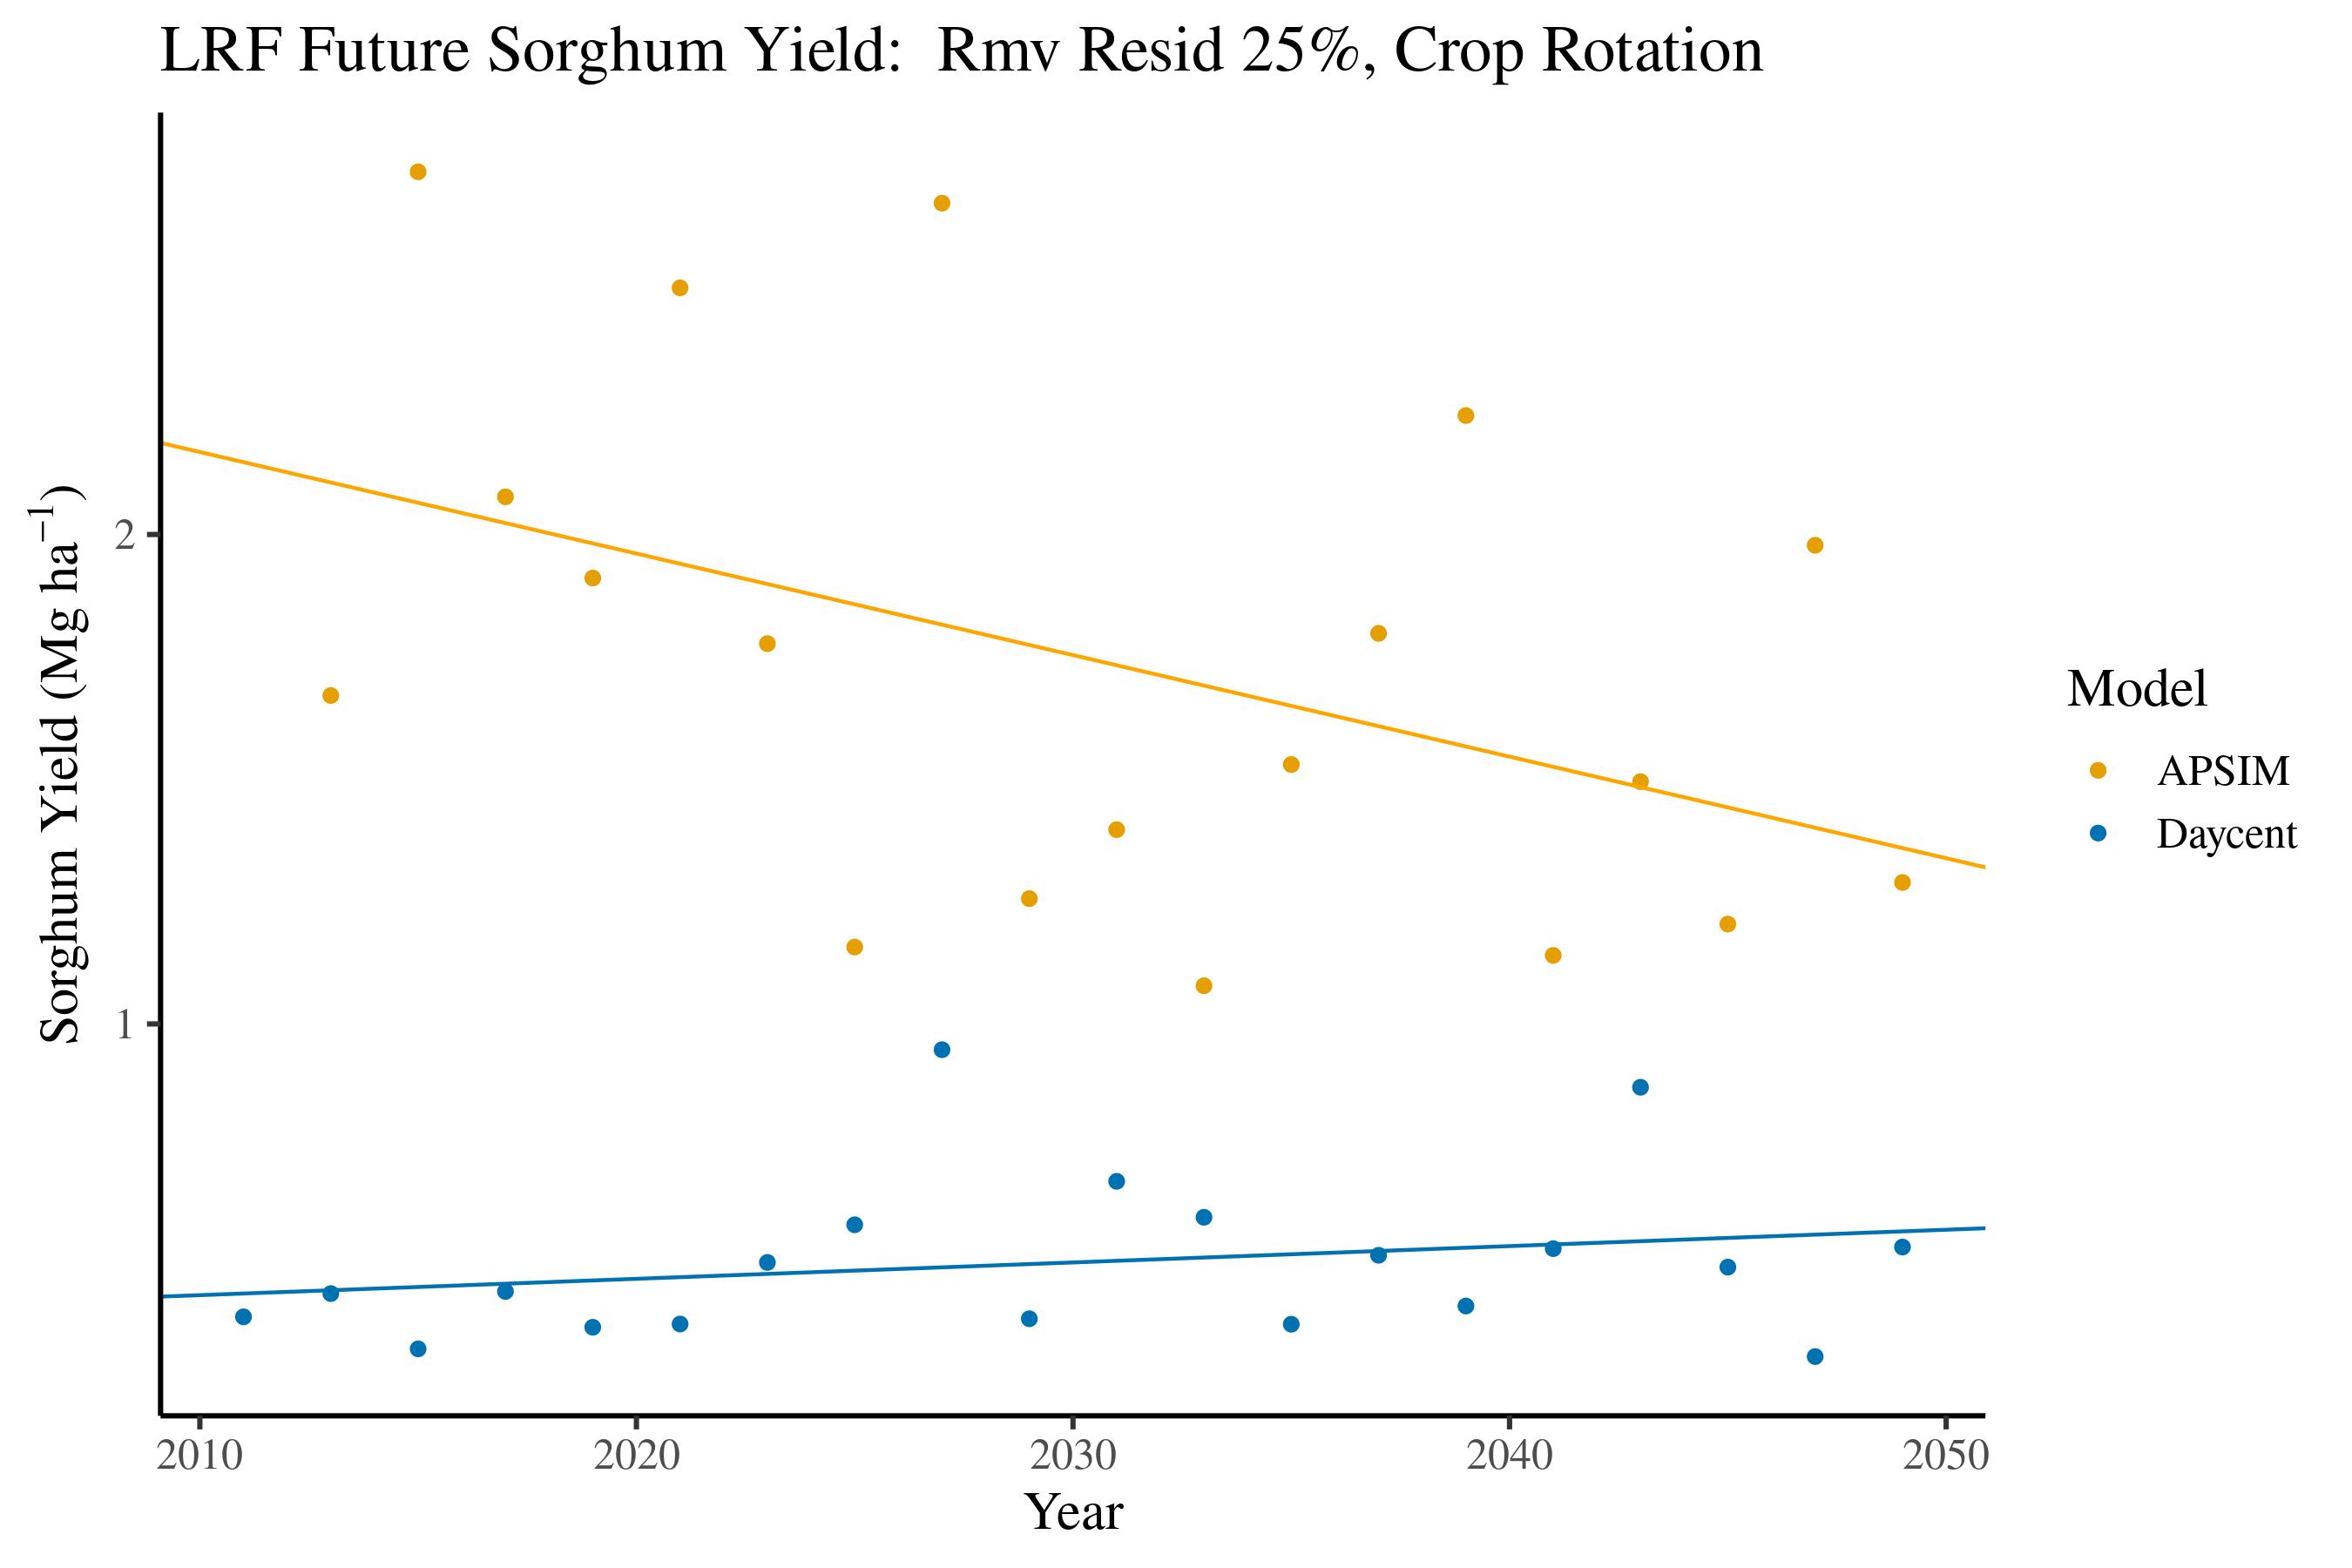 LRF Future Sorghum Yield:  Rmv Resid 25%, Crop Rotation
Sorghum Yield (Mg ha⁻¹)
2
1
2010 2020 2030 2040 2050
Year
Model
APSIM
Daycent